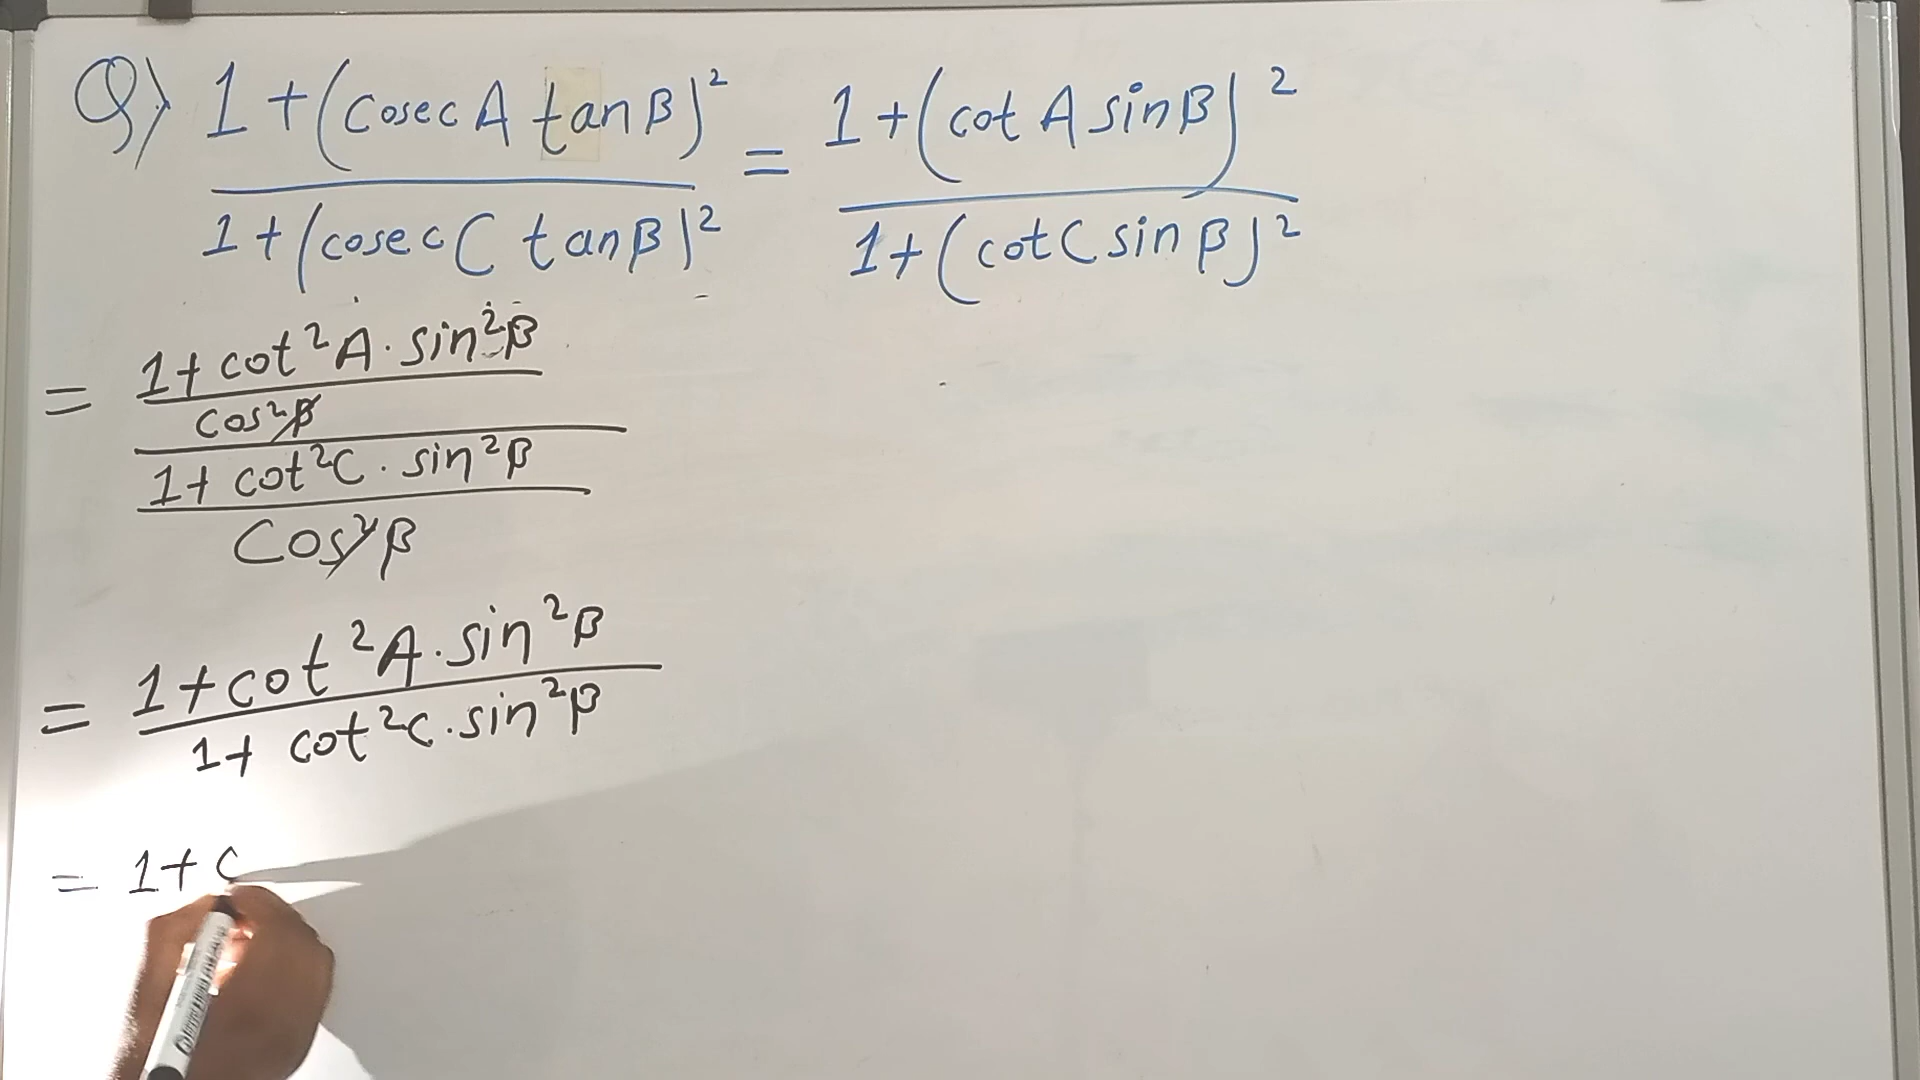 Q) 1+(cosec A tan β)² = 1+(cot A sin β)²
1+(cosec C tan β)² 1+(cot C sin β)²
= 1+ cot²A . sin²β
cos²β
1+ cot²C . sin²β
Cos²β
= 1+cot²A . sin²β
1+ cot²C . sin²β
= 1+ c